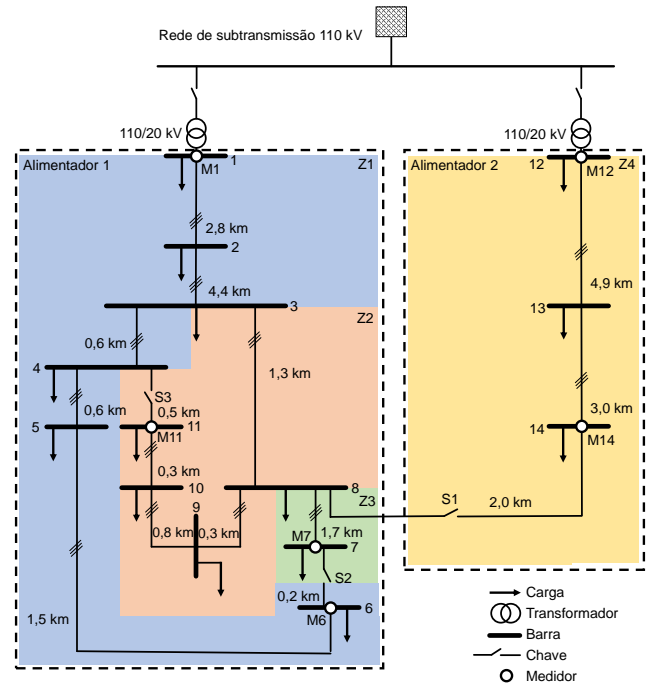 Rede de subtransmissão 110 kV
110/20 kV
110/20 kV
Alimentador 1
M1
1
Z1
2,8 km
2
4,4 km
3
Z2
0,6 km
1,3 km
4
S3
0,6 km
0,5 km
5
11
M11
0,3 km
10
9
8
Z3
0,8 km
0,3 km
1,7 km
M7
7
S2
0,2 km
M6
6
1,5 km
Alimentador 2
12
M12
Z4
4,9 km
13
3,0 km
14
M14
S1
2,0 km
Carga
Transformador
Barra
Chave
Medidor